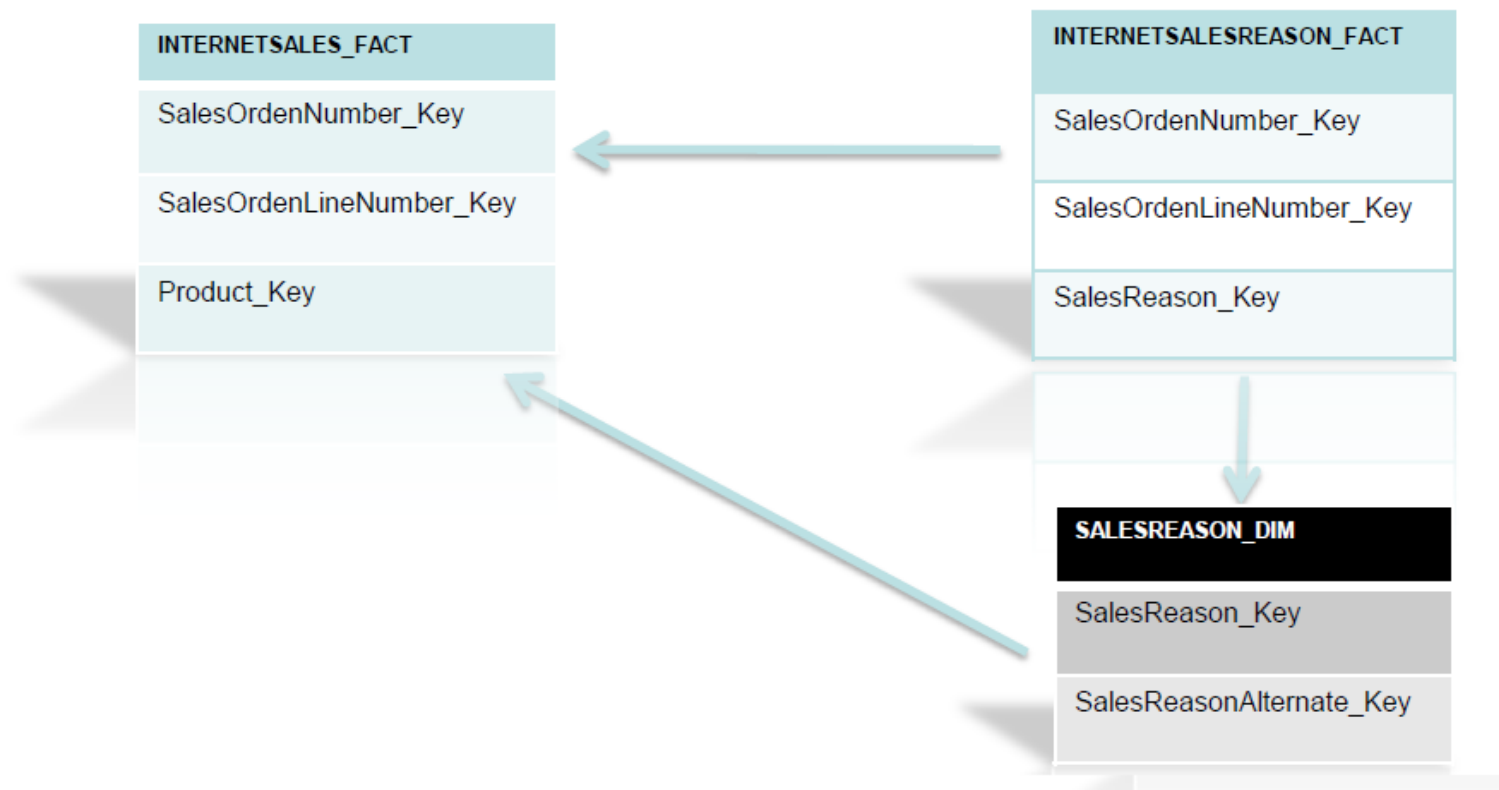 INTERNETSALES_FACT
SalesOrdenNumber_Key
SalesOrdenLineNumber_Key
Product_Key
INTERNETSALESREASON_FACT
SalesOrdenNumber_Key
SalesOrdenLineNumber_Key
SalesReason_Key
SALESREASON_DIM
SalesReason_Key
SalesReasonAlternate_Key